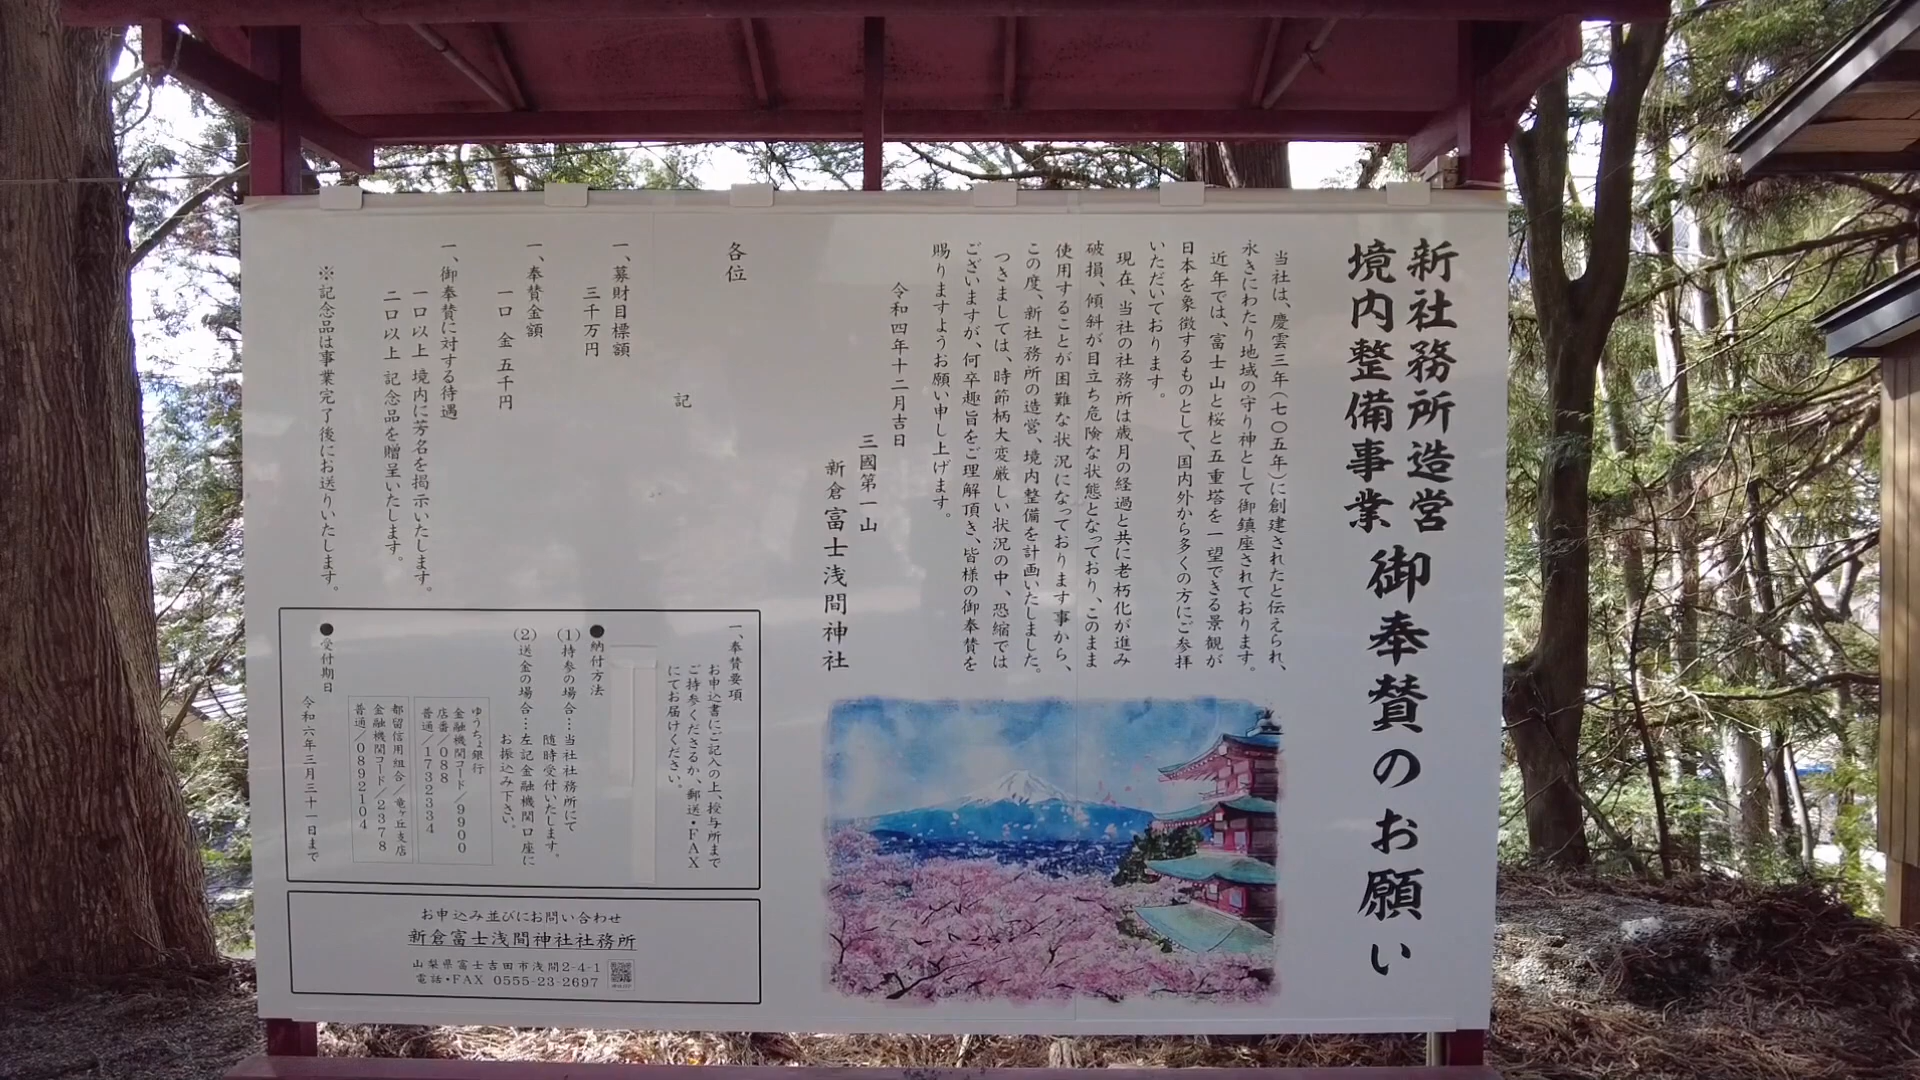 新社務所造営
境内整備事業
御奉賛のお願い
当社は、慶雲三年（七〇五年）に創建されたと伝えられ、
永きにわたり地域の守り神として御鎮座されております。
近年では、富士山と桜と五重塔を一望できる景観が
日本を象徴するものとして、国内外から多くの方にご参拝
いただいております。
現在、当社の社務所は歳月の経過と共に老朽化が進み
破損、傾斜が目立ち危険な状態となっており、このまま
使用することが困難な状況になっております事から、
この度、新社務所の造営、境内整備を計画いたしました。
つきましては、時節柄大変厳しい状況の中、恐縮では
ございますが、何卒趣旨をご理解頂き、皆様の御奉賛を
賜りますようお願い申し上げます。
令和四年十二月吉日
三國第一山
新倉富士浅間神社
各位
記
一、募財目標額
三千万円
一、奉賛金額
一口 金 五千円
一、御奉賛に対する待遇
一口以上 境内に芳名を掲示いたします。
二口以上 記念品を贈呈いたします。
※記念品は事業完了後にお送りいたします。
一、奉賛要項
お申込書にご記入の上、授与所まで
ご持参くださるか、郵送・FAX
にてお届けください。
●納付方法
(1)持参の場合…当社社務所にて
随時受付いたします。
(2)送金の場合…左記金融機関口座に
お振込み下さい。
ゆうちょ銀行
金融機関コード／9900
店番／088
普通／1732334
都留信用組合／竜ヶ丘支店
金融機関コード／2378
普通／0892104
●受付期日
令和六年三月三十一日まで
お申込み並びにお問い合わせ
新倉富士浅間神社社務所
山梨県富士吉田市浅間2-4-1
電話・FAX 0555-23-2697